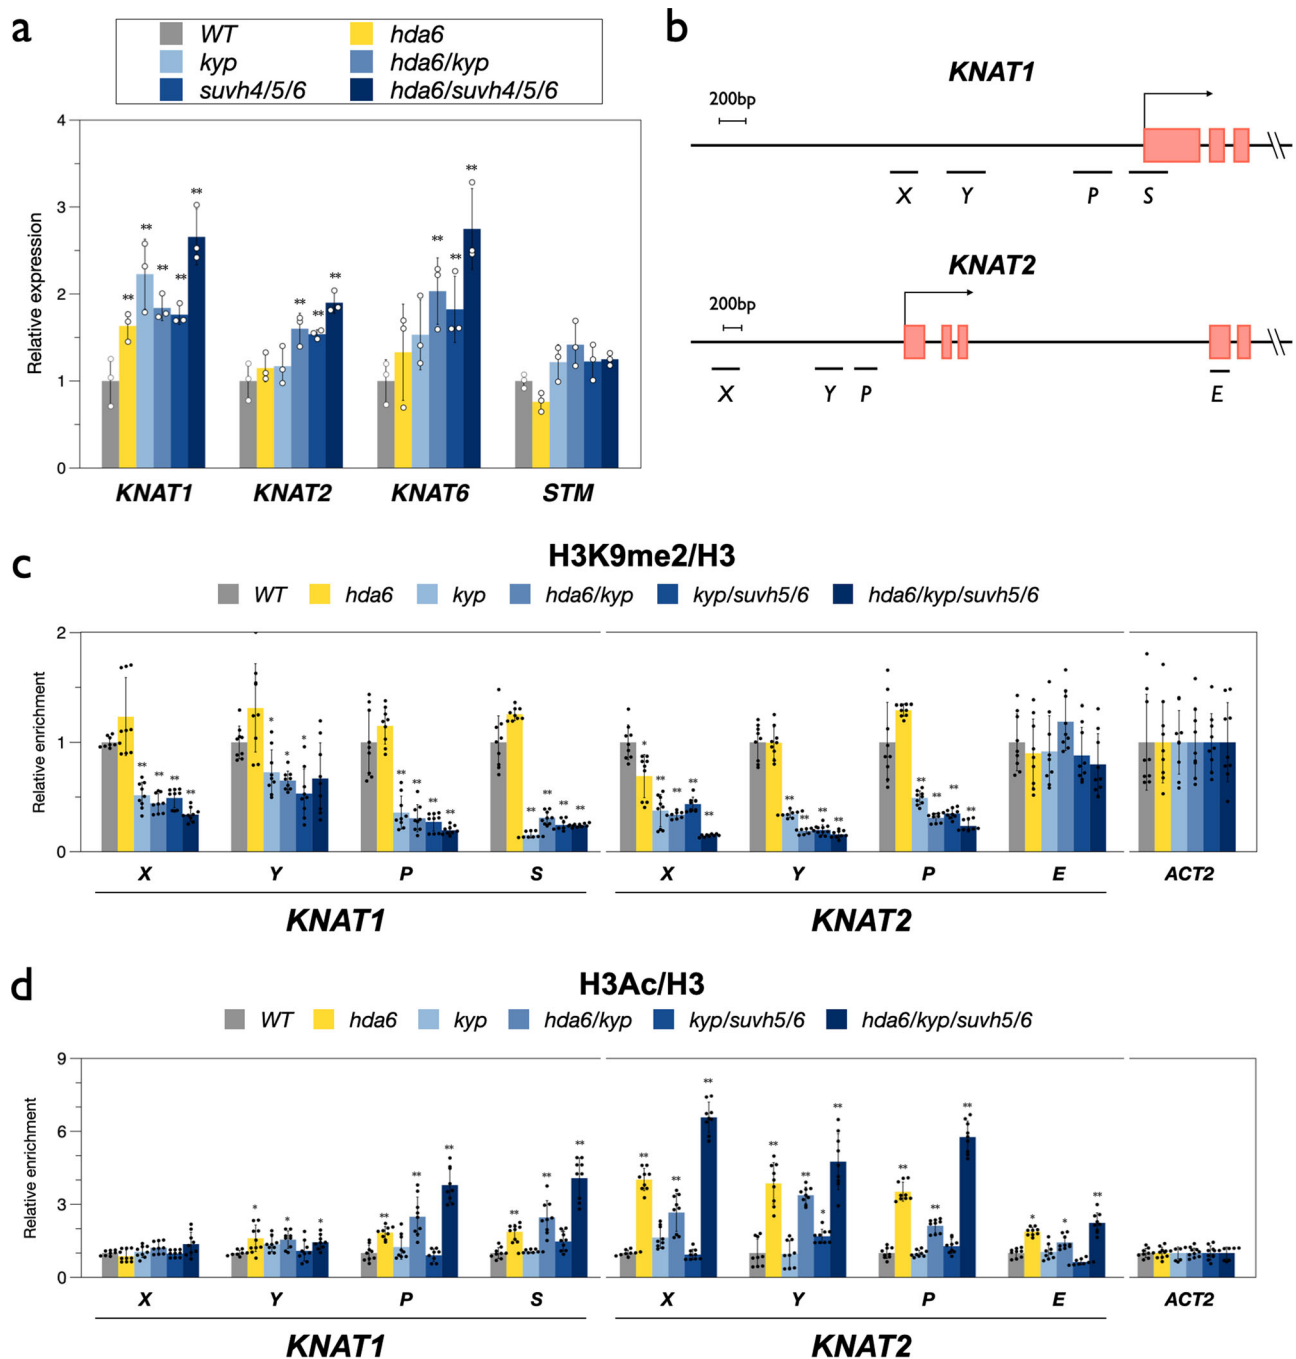 a
WT
hda6
kyp
hda6/kyp
suvh4/5/6
hda6/suvh4/5/6
Relative expression
4
3
2
1
0
** ** ** ** **
** ** **
** ** **
KNAT1 KNAT2 KNAT6 STM
b
KNAT1
200bp
X Y P S
KNAT2
200bp
X Y P E
c
H3K9me2/H3
WT hda6 kyp hda6/kyp kyp/suvh5/6 hda6/kyp/suvh5/6
Relative enrichment
2
1
0
** ** ** **
* * *
** ** ** **
** ** ** **
* ** ** ** **
** ** ** **
** ** ** **
X Y P S X Y P E ACT2
KNAT1 KNAT2
d
H3Ac/H3
WT hda6 kyp hda6/kyp kyp/suvh5/6 hda6/kyp/suvh5/6
Relative enrichment
9
6
3
0
* * *
** ** **
** ** **
** ** **
** ** * **
** ** **
* * **
X Y P S X Y P E ACT2
KNAT1 KNAT2